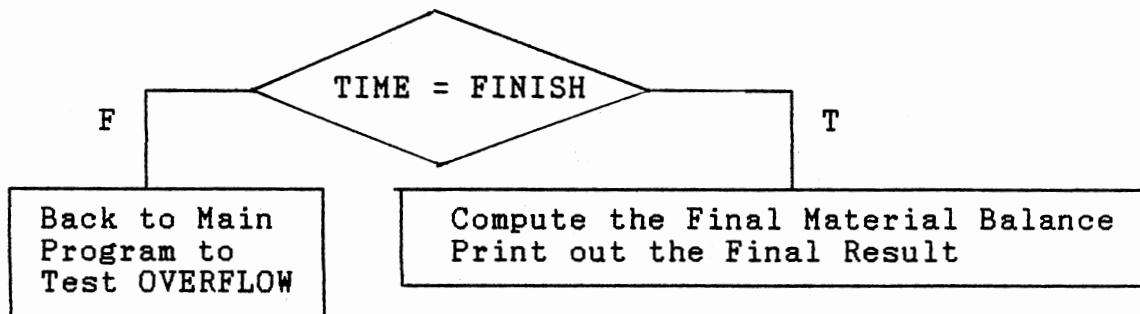 TIME = FINISH
F
T
Back to Main
Program to
Test OVERFLOW
Compute the Final Material Balance
Print out the Final Result